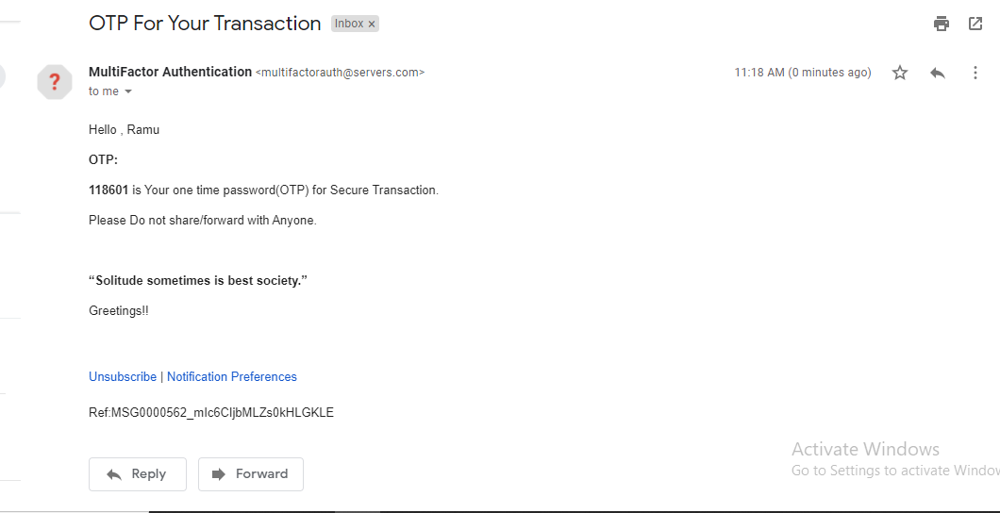 OTP For Your Transaction Inbox ×
MultiFactor Authentication <multifactorauth@servers.com> 11:18 AM (0 minutes ago)
?
to me
Hello , Ramu
OTP:
118601 is Your one time password(OTP) for Secure Transaction.
Please Do not share/forward with Anyone.
“Solitude sometimes is best society.”
Greetings!!
Unsubscribe | Notification Preferences
Ref:MSG0000562_mIc6CIjbMLZs0kHLGKLE
Activate Windows
Go to Settings to activate Window
Reply Forward